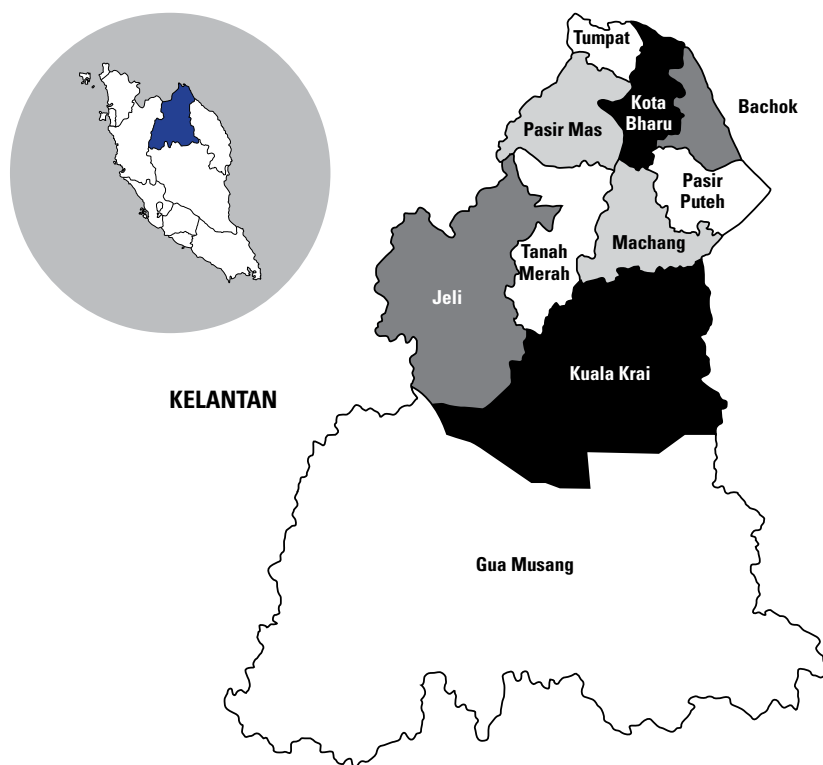 Tumpat
Kota
Bharu
Bachok
Pasir Mas
Pasir
Puteh
Machang
Tanah
Merah
Jeli
Kuala Krai
KELANTAN
Gua Musang